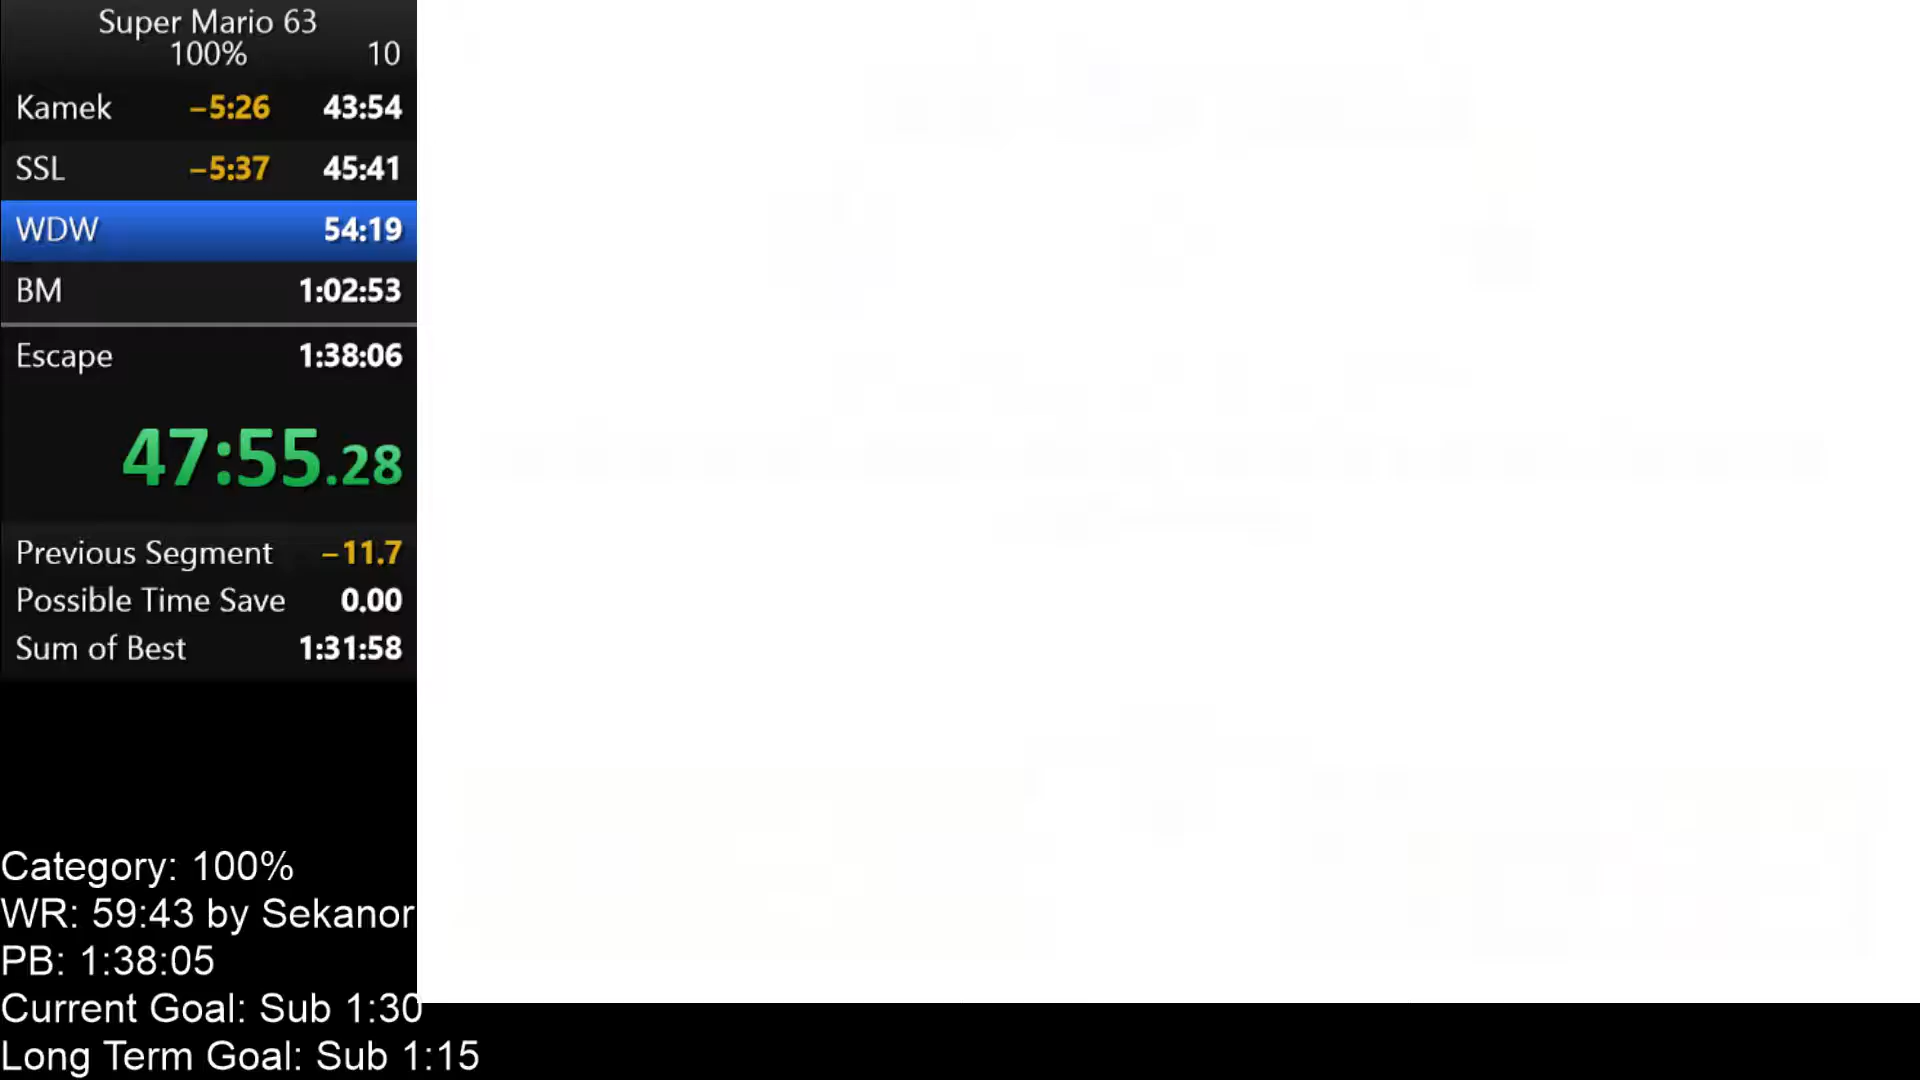 Super Mario 63
100% 10
Kamek −5:26 43:54
SSL −5:37 45:41
WDW 54:19
BM 1:02:53
Escape 1:38:06
47:55.28
Previous Segment −11.7
Possible Time Save 0.00
Sum of Best 1:31:58
Category: 100%
WR: 59:43 by Sekanor
PB: 1:38:05
Current Goal: Sub 1:30
Long Term Goal: Sub 1:15